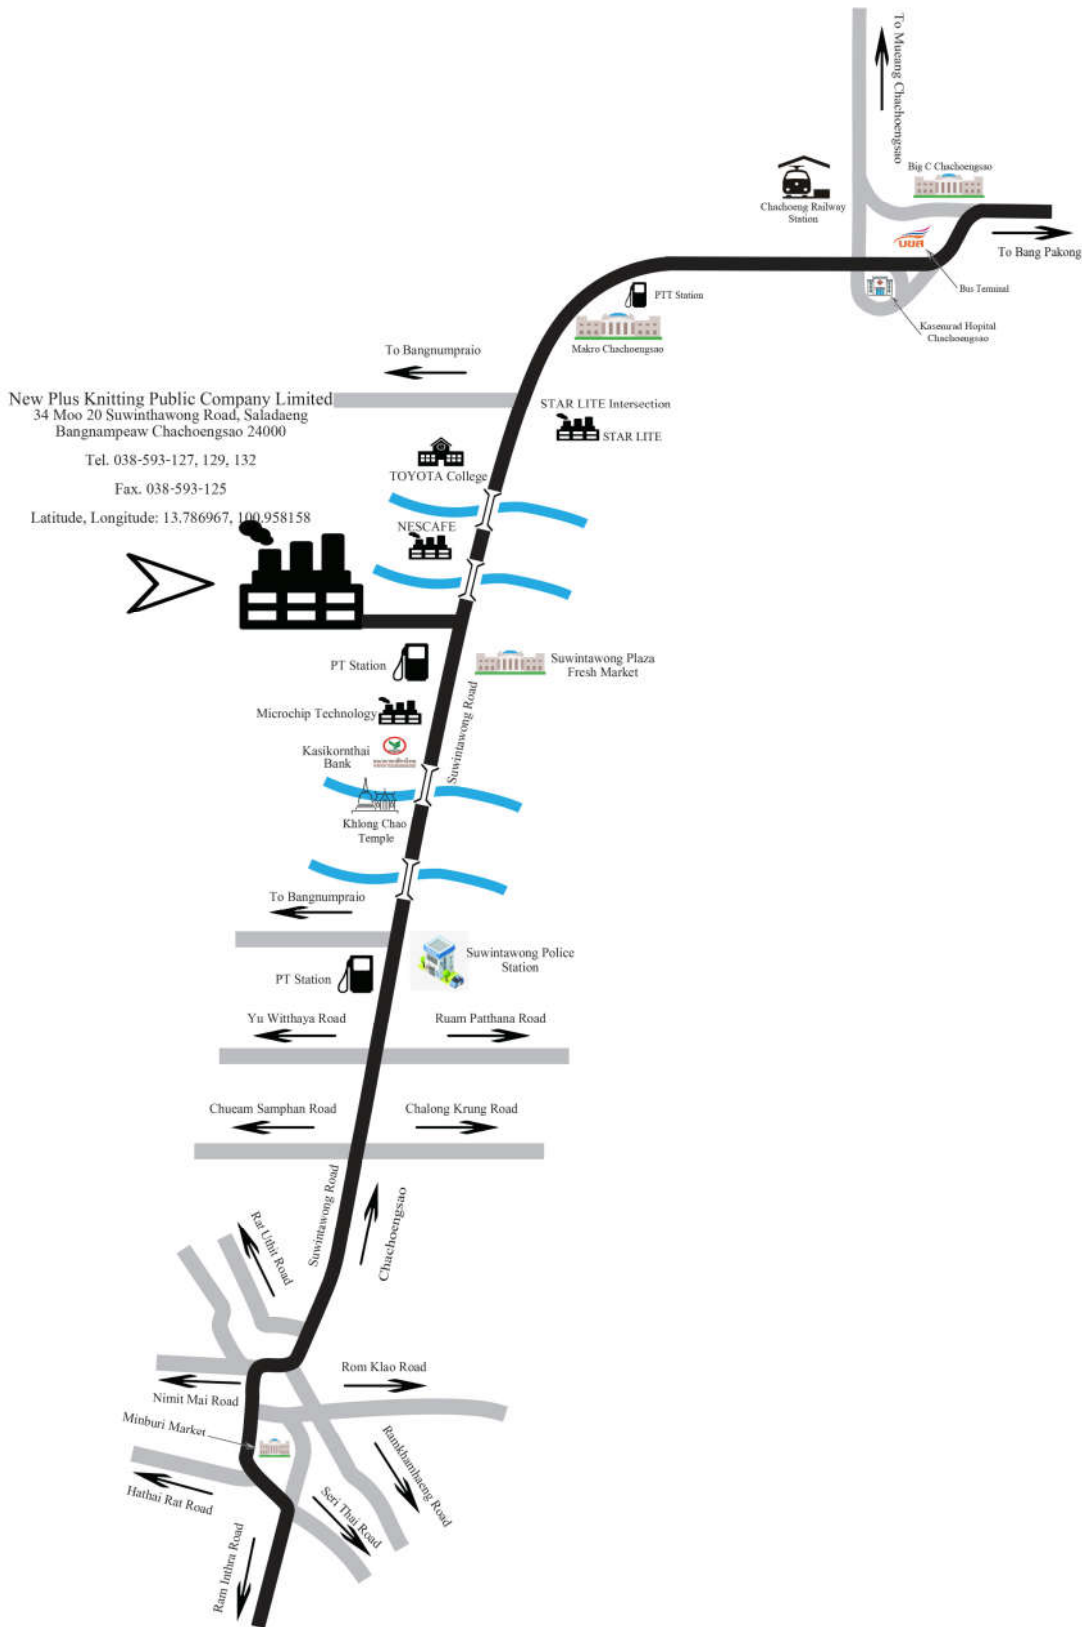 To Mueang Chachoengsao
Big C Chachoengsao
Chachoeng Railway
Station
บขส
To Bang Pakong
Bus Terminal
PTT Station
Kasemrad Hopital
Chachoengsao
Makro Chachoengsao
To Bangnumpraio
New Plus Knitting Public Company Limited
34 Moo 20 Suwinthawong Road, Saladaeng
Bangnampeaw Chachoengsao 24000
Tel. 038-593-127, 129, 132
Fax. 038-593-125
Latitude, Longitude: 13.786967, 100.958158
STAR LITE Intersection
STAR LITE
TOYOTA College
NESCAFE
PT Station
Suwintawong Plaza
Fresh Market
Microchip Technology
Suwintawong Road
Kasikornthai
Bank
Khlong Chao
Temple
To Bangnumpraio
Suwintawong Police
Station
PT Station
Yu Witthaya Road
Ruam Patthana Road
Chueam Samphan Road
Chalong Krung Road
Suwintawong Road
Chachoengsao
Rat Uthit Road
Rom Klao Road
Nimit Mai Road
Minburi Market
Ramkhamhaeng Road
Hathai Rat Road
Seri Thai Road
Ram Inthra Road